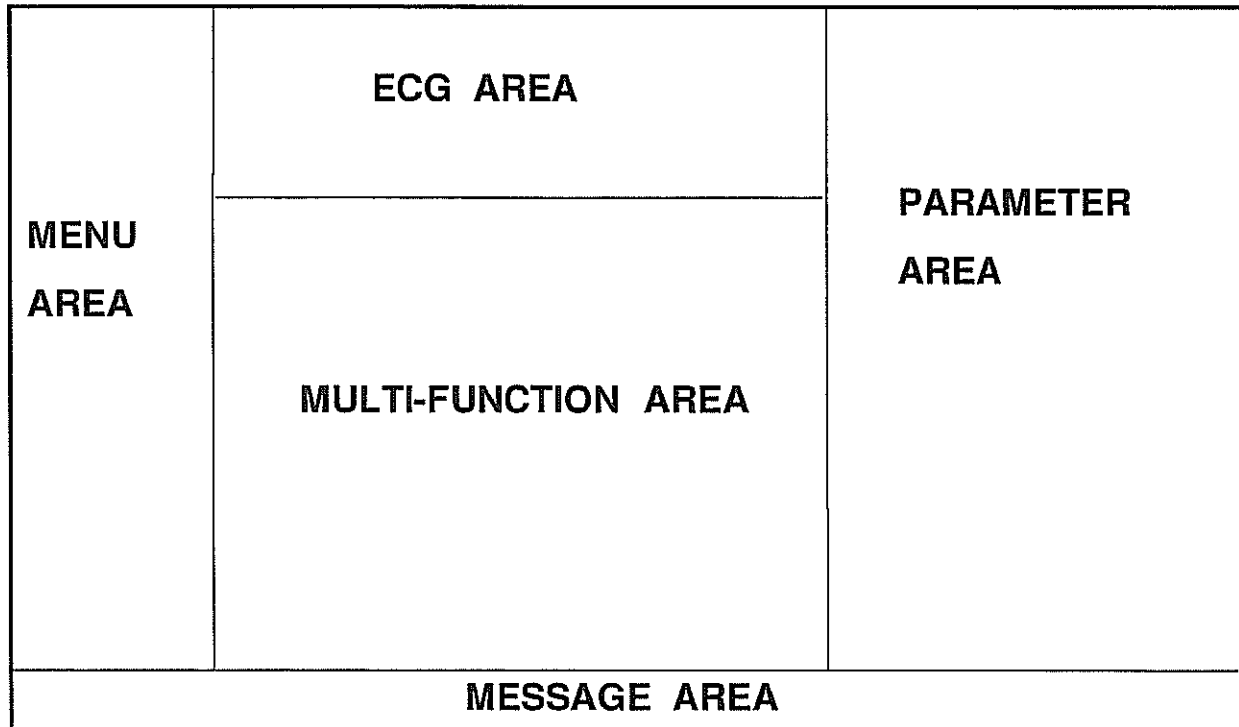 ECG AREA
MENU
AREA
PARAMETER
AREA
MULTI-FUNCTION AREA
MESSAGE AREA